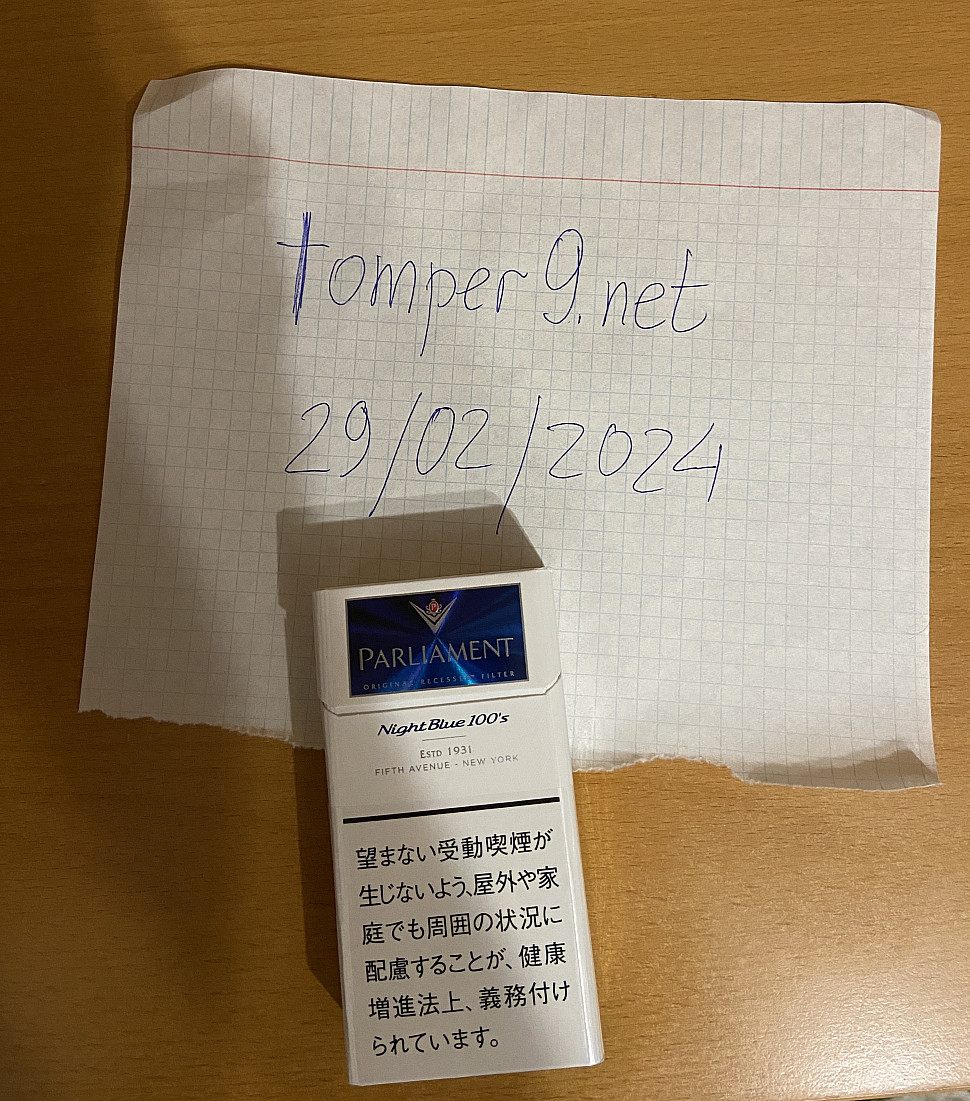 tomper9.net
29/02/2024
PARLIAMENT
ORIGINAL RECESSED FILTER
Night Blue 100's
ESTD 1931
FIFTH AVENUE - NEW YORK
望まない受動喫煙が
生じないよう、屋外や家
庭でも周囲の状況に
配慮することが、健康
増進法上、義務付け
られています。